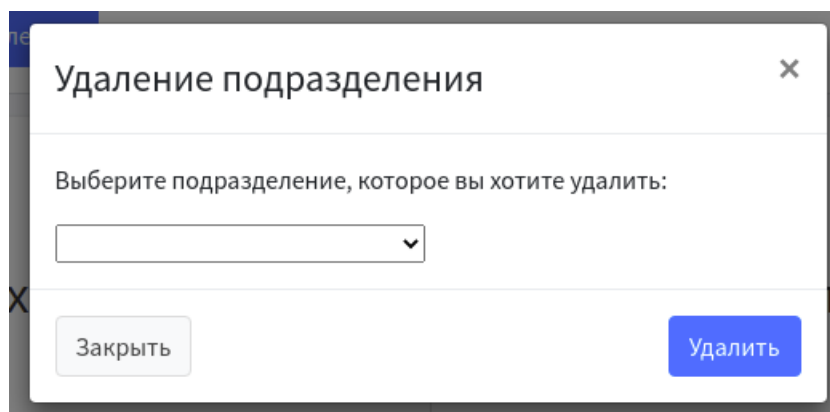 Удаление подразделения
×
Выберите подразделение, которое вы хотите удалить:
Закрыть
Удалить